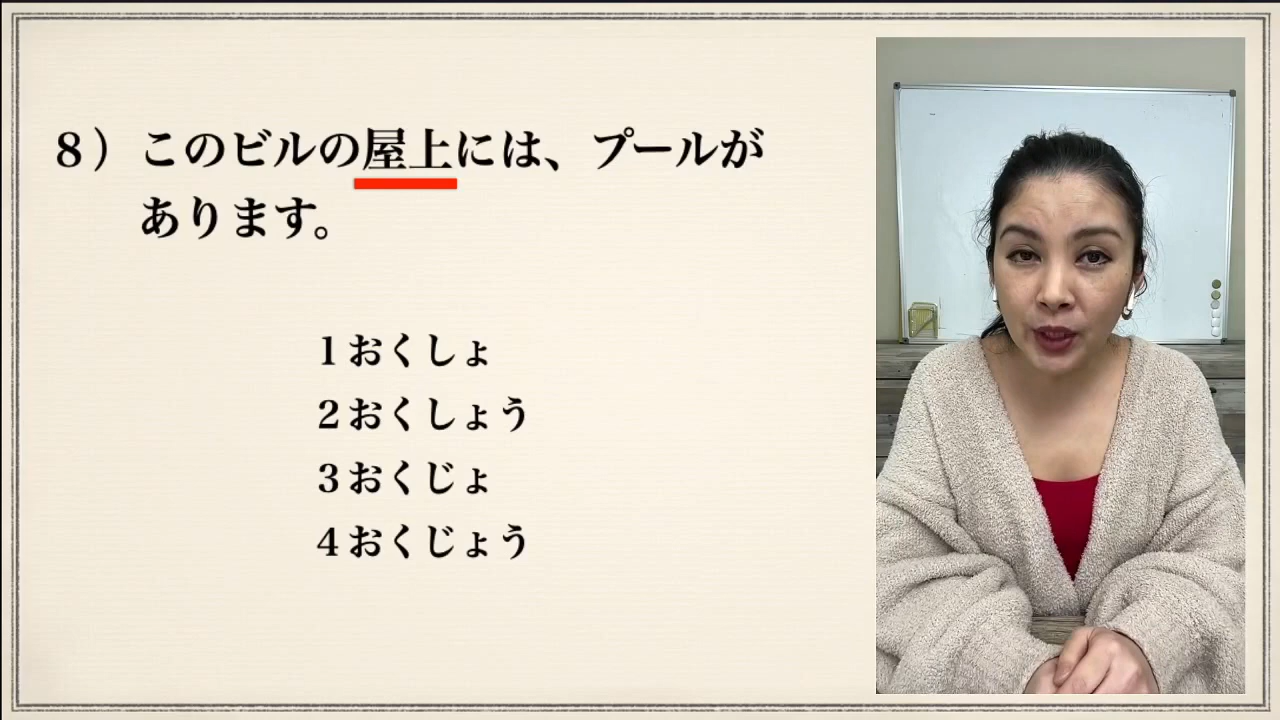 8）このビルの屋上には、プールが
あります。
1おくしょ
2おくしょう
3おくじょ
4おくじょう